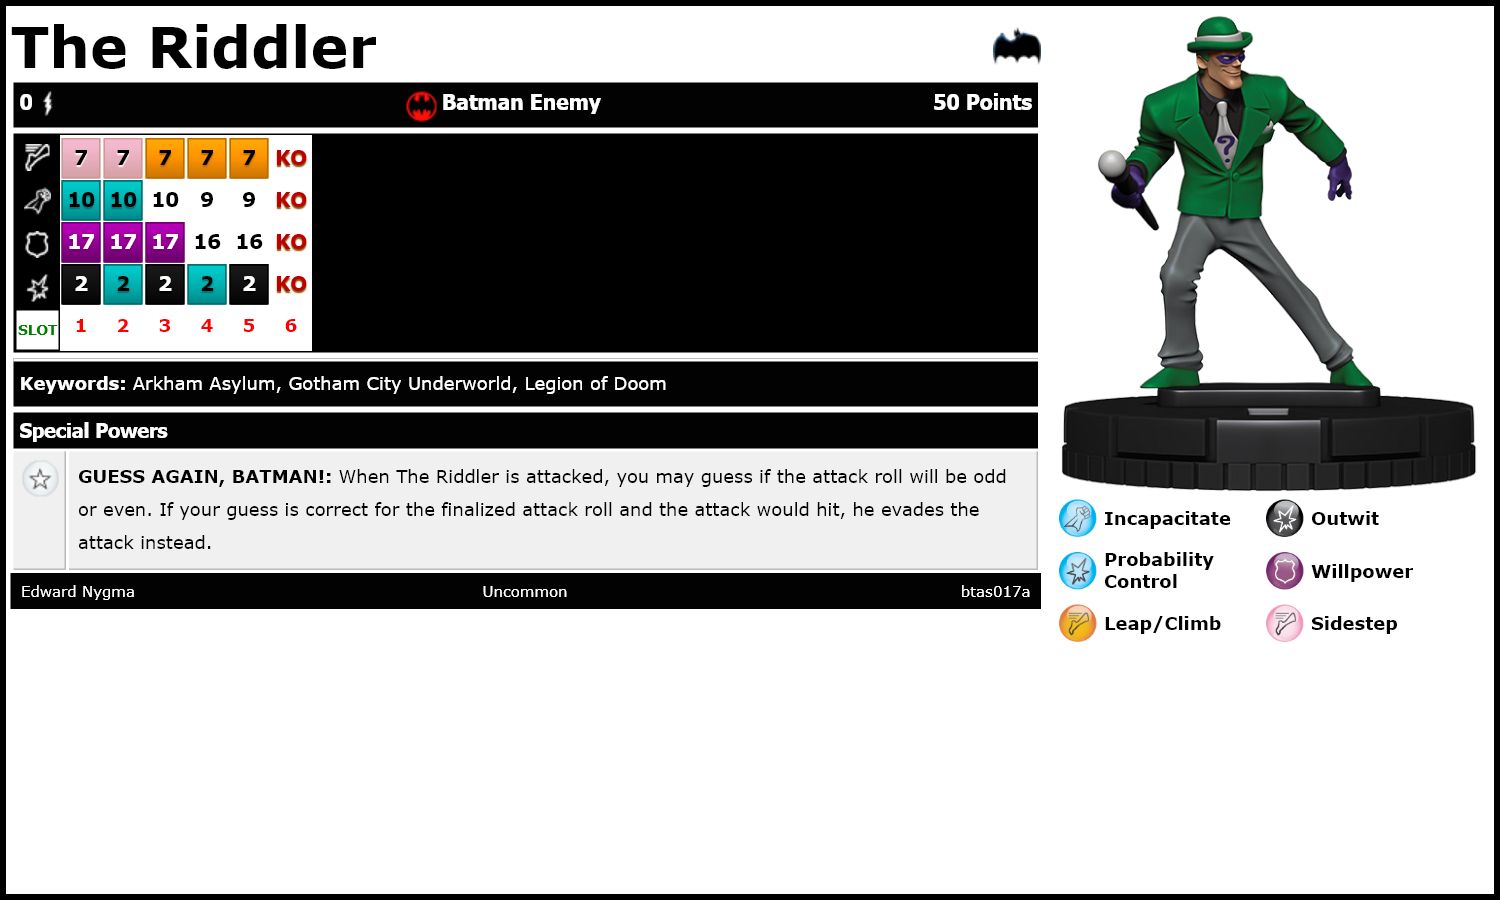 The Riddler
0 Batman Enemy 50 Points
7 7 7 7 7 KO
10 10 10 9 9 KO
17 17 17 16 16 KO
2 2 2 2 2 KO
SLOT 1 2 3 4 5 6
Keywords: Arkham Asylum, Gotham City Underworld, Legion of Doom
Special Powers
GUESS AGAIN, BATMAN!: When The Riddler is attacked, you may guess if the attack roll will be odd
or even. If your guess is correct for the finalized attack roll and the attack would hit, he evades the
attack instead.
Edward Nygma Uncommon btas017a
?
Incapacitate Outwit
Probability
Control
Willpower
Leap/Climb Sidestep